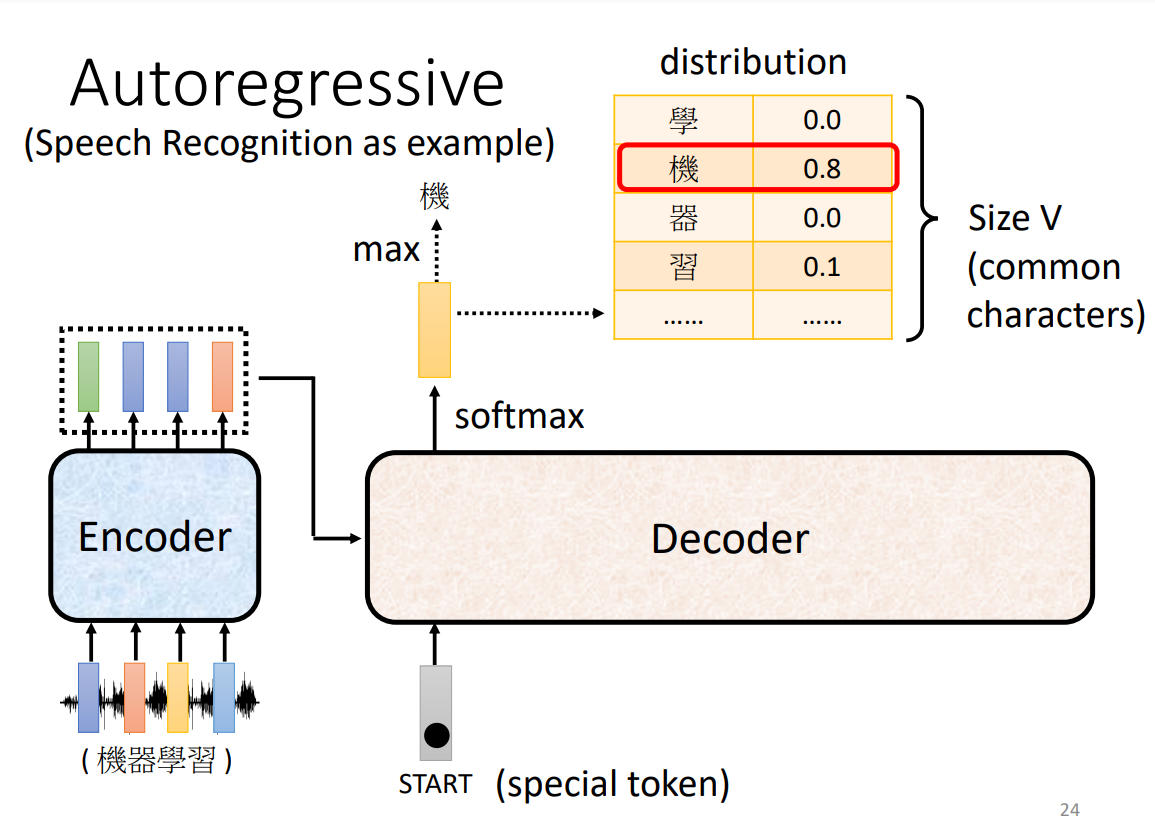 Autoregressive
(Speech Recognition as example)
distribution
學 0.0
機 0.8
器 0.0
習 0.1
…… ……
Size V
(common
characters)
機
max
softmax
Encoder
Decoder
( 機器學習 )
START (special token)
24